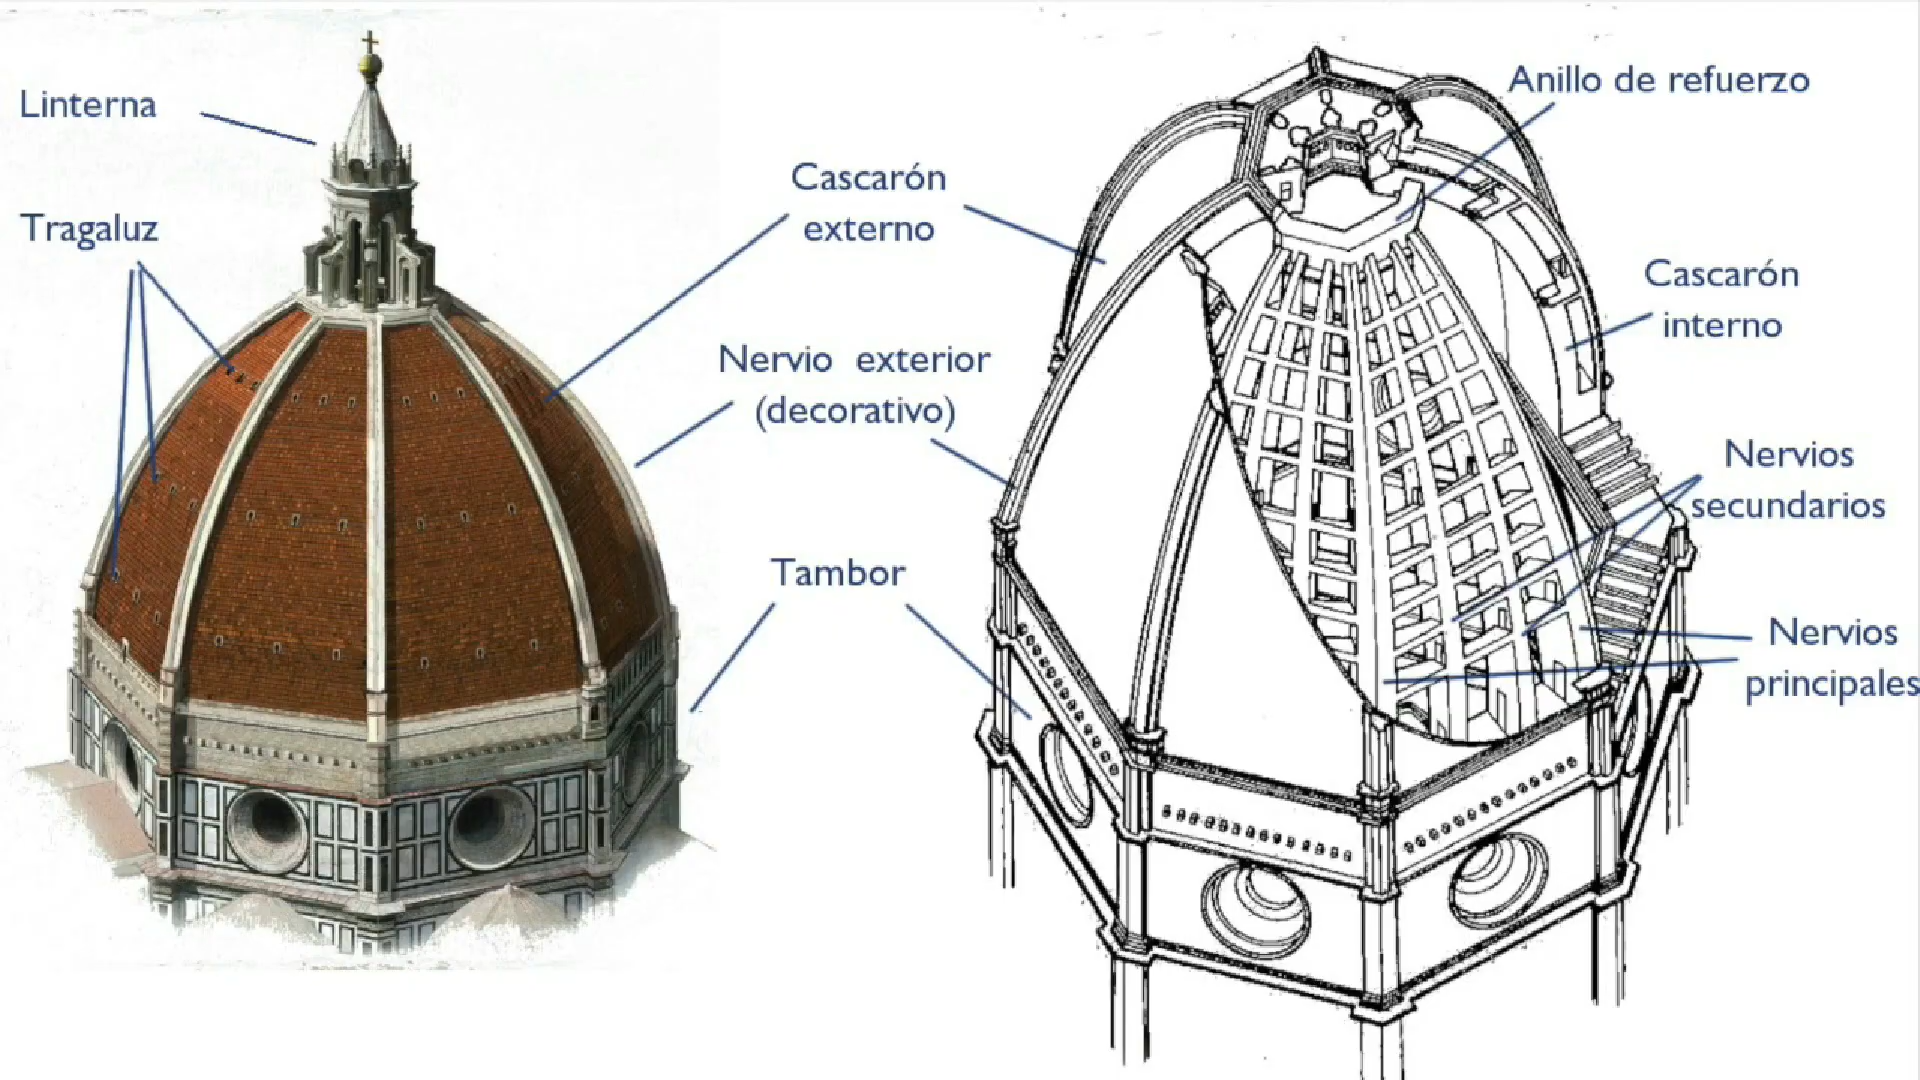 Linterna
Tragaluz
Cascarón
externo
Nervio exterior
(decorativo)
Tambor
Anillo de refuerzo
Cascarón
interno
Nervios
secundarios
Nervios
principales